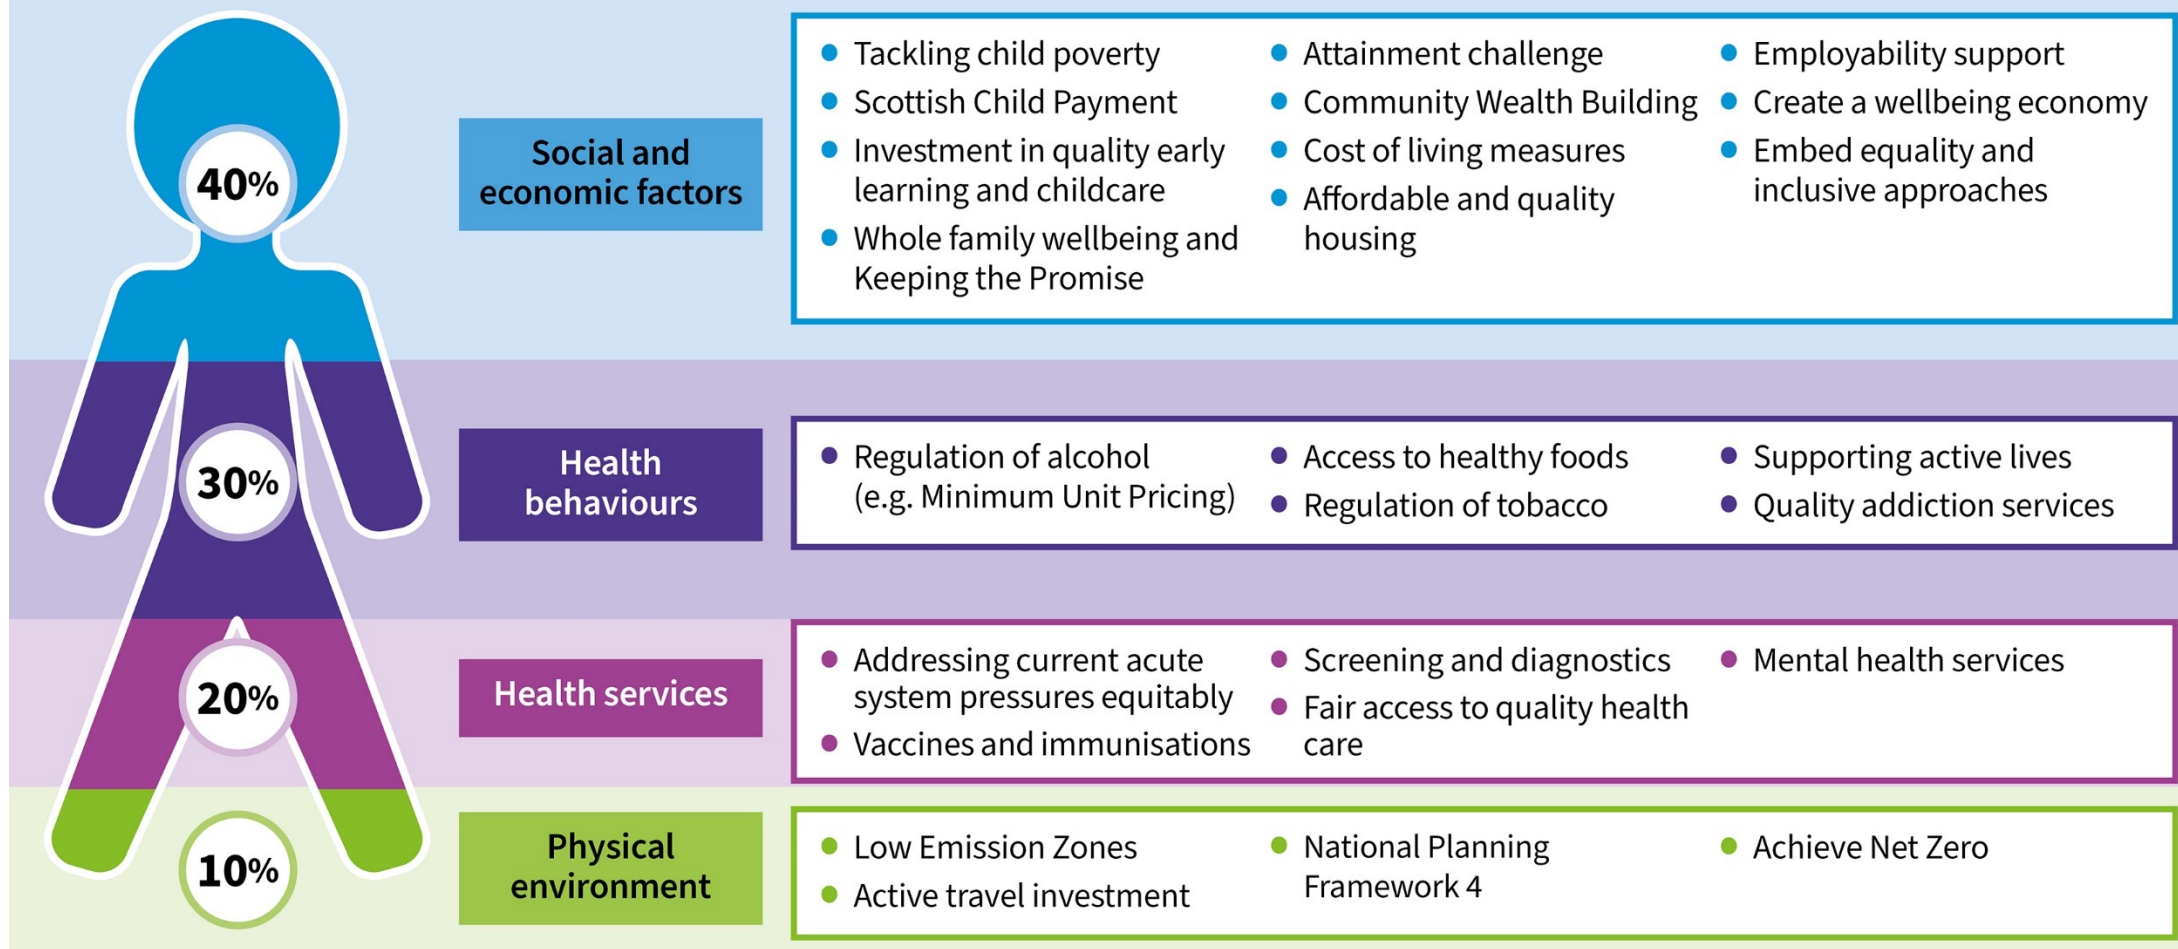 40%
Social and
economic factors
Tackling child poverty
Scottish Child Payment
Investment in quality early
learning and childcare
Whole family wellbeing and
Keeping the Promise
Attainment challenge
Community Wealth Building
Cost of living measures
Affordable and quality
housing
Employability support
Create a wellbeing economy
Embed equality and
inclusive approaches
30%
Health
behaviours
Regulation of alcohol
(e.g. Minimum Unit Pricing)
Access to healthy foods
Regulation of tobacco
Supporting active lives
Quality addiction services
20%
Health services
Addressing current acute
system pressures equitably
Vaccines and immunisations
Screening and diagnostics
Fair access to quality health
care
Mental health services
10%
Physical
environment
Low Emission Zones
Active travel investment
National Planning
Framework 4
Achieve Net Zero